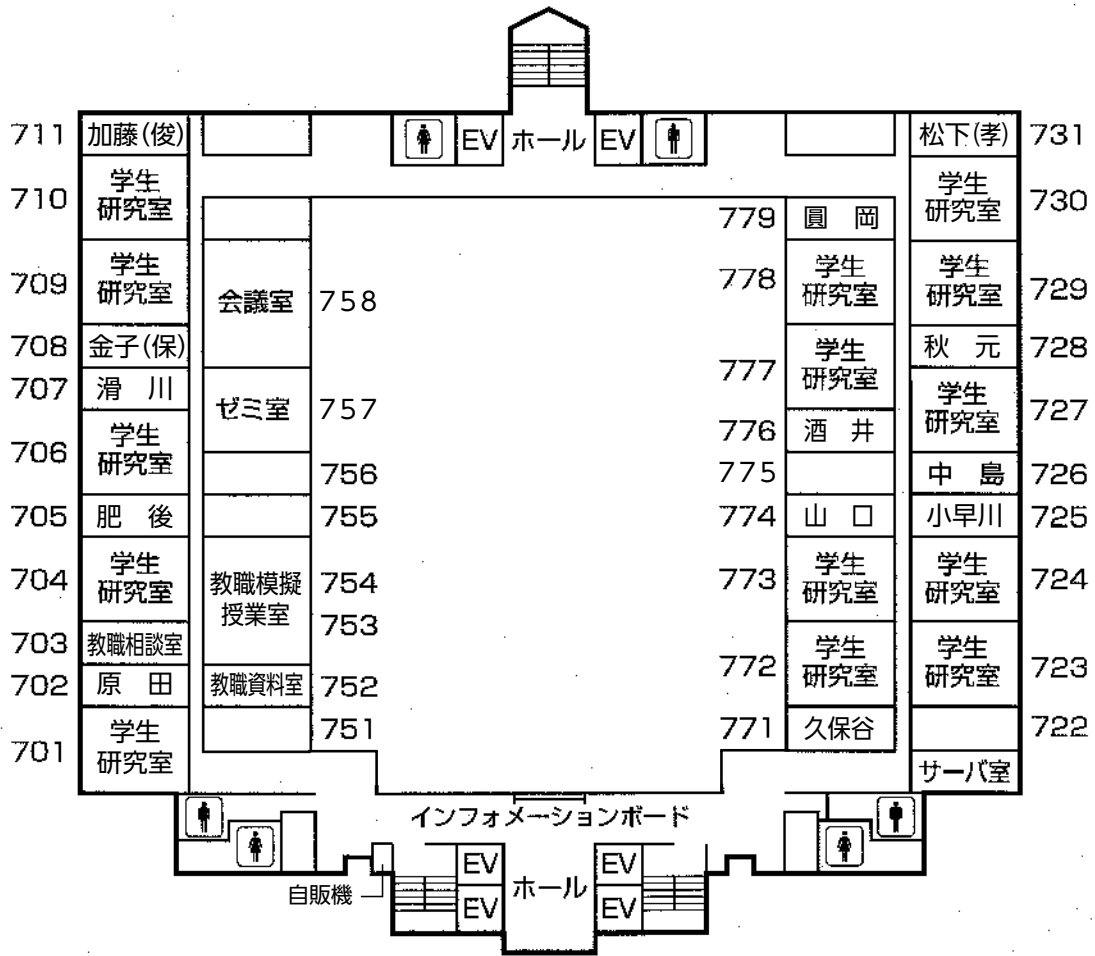 EV ホール EV
711 加藤(俊)
710 学生
研究室
709 学生
研究室
708 金子(保)
707 滑 川
706 学生
研究室
705 肥 後
704 学生
研究室
703 教職相談室
702 原 田
701 学生
研究室
会議室 758
ゼミ室 757
756
755
教職模擬
授業室
754
753
教職資料室 752
751
779 圓 岡
778 学生
研究室
777 学生
研究室
776 酒 井
775
774 山 口
773 学生
研究室
772 学生
研究室
771 久保谷
松下(孝) 731
学生
研究室 730
学生
研究室 729
秋 元 728
学生
研究室 727
中 島 726
小早川 725
学生
研究室 724
学生
研究室 723
722
サーバ室
インフォメーションボード
自販機
EV EV
ホール
EV EV